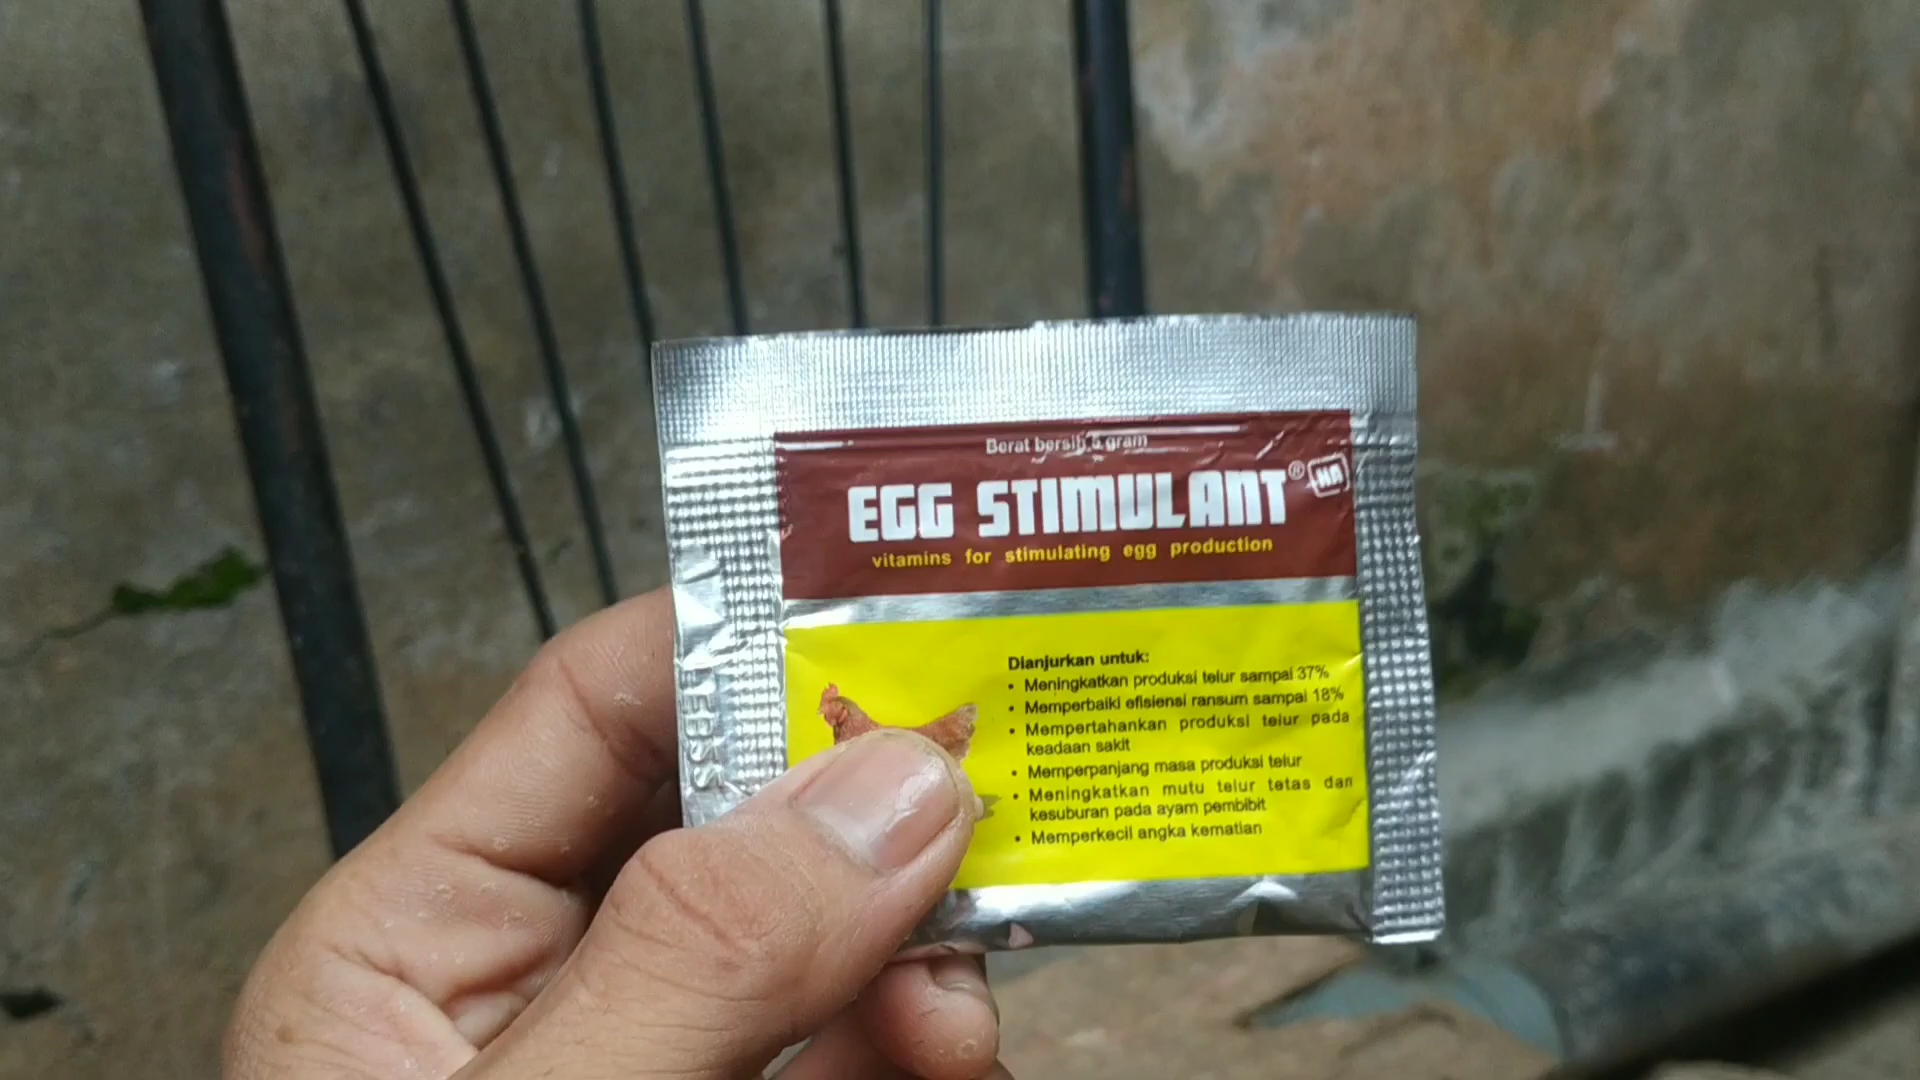 Berat bersih 5 gram
EGG STIMULANT®
NA
vitamins for stimulating egg production
Dianjurkan untuk:
• Meningkatkan produksi telur sampai 37%
• Memperbaiki efisiensi ransum sampai 18%
• Mempertahankan produksi telur pada
keadaan sakit
• Memperpanjang masa produksi telur
• Meningkatkan mutu telur tetas dan
kesuburan pada ayam pembibit
• Memperkecil angka kematian